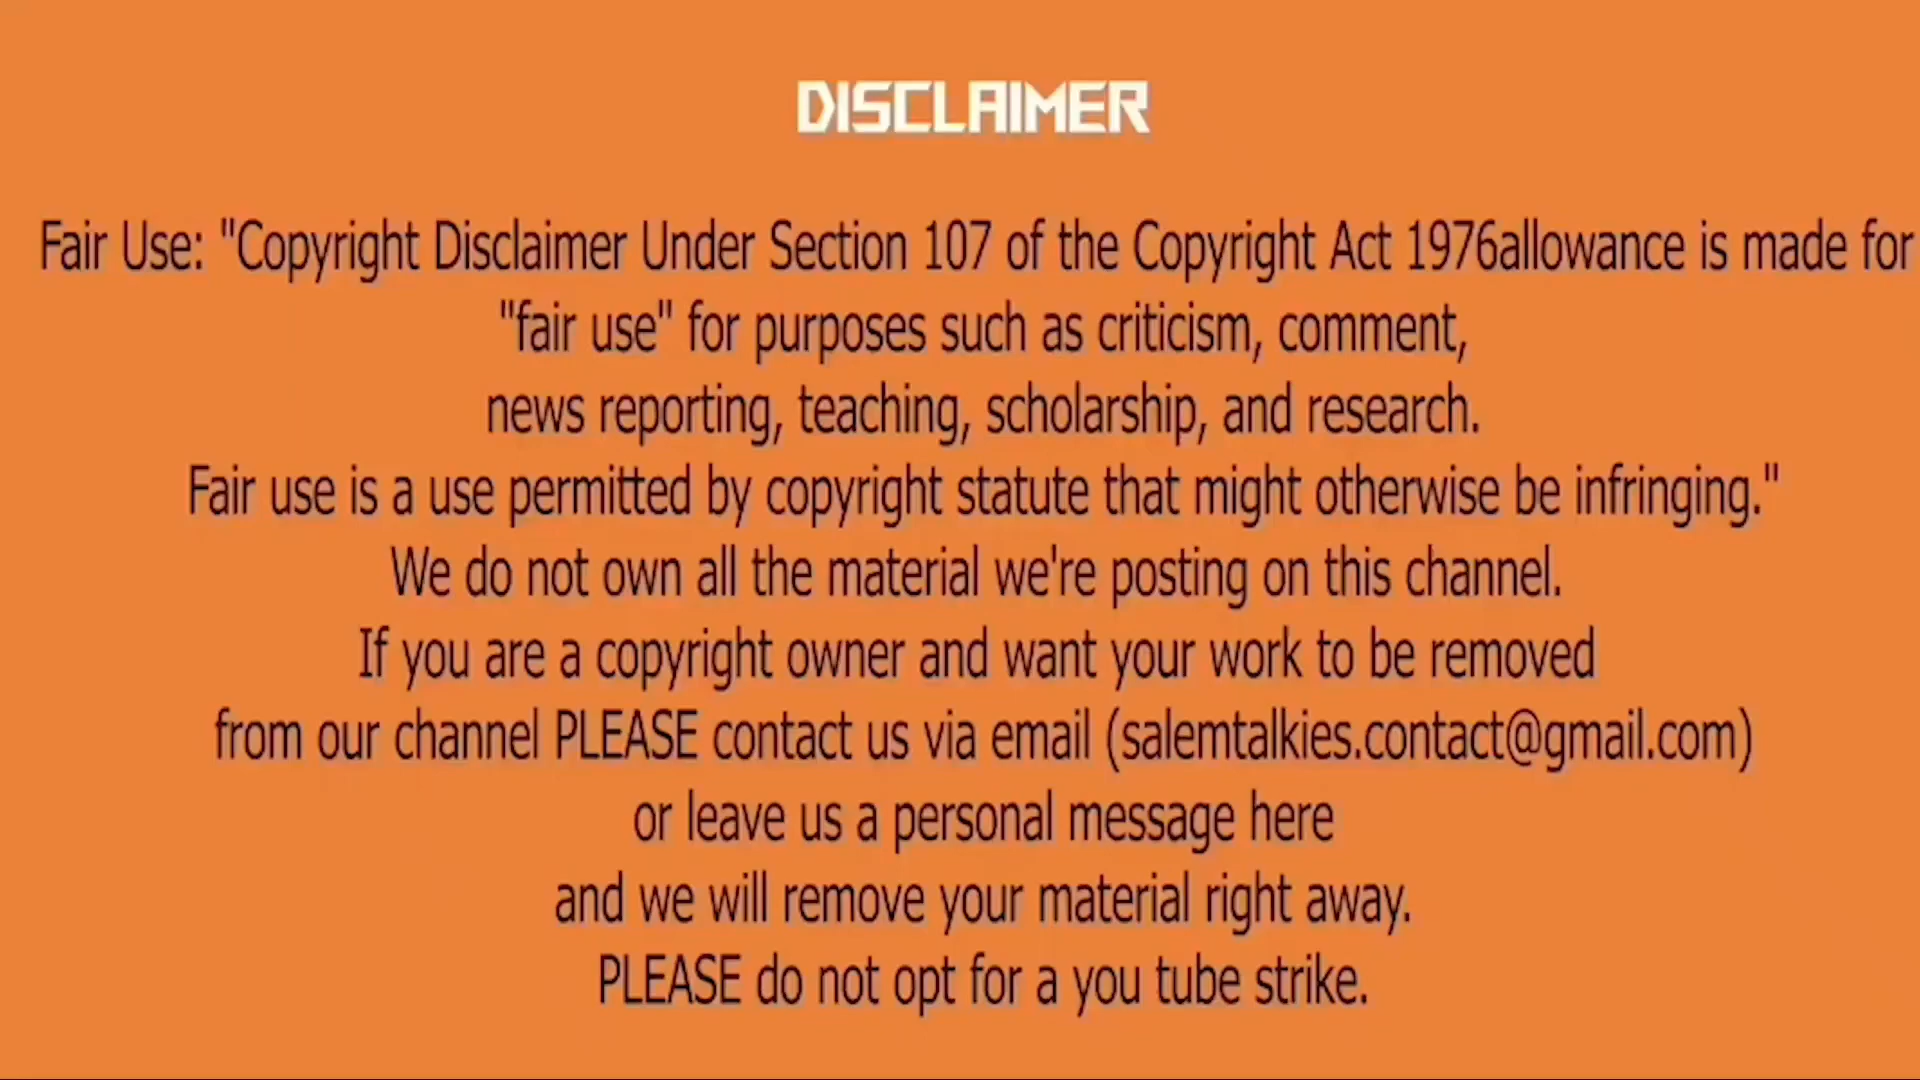 DISCLAIMER
Fair Use: "Copyright Disclaimer Under Section 107 of the Copyright Act 1976allowance is made for
"fair use" for purposes such as criticism, comment,
news reporting, teaching, scholarship, and research.
Fair use is a use permitted by copyright statute that might otherwise be infringing."
We do not own all the material we're posting on this channel.
If you are a copyright owner and want your work to be removed
from our channel PLEASE contact us via email (salemtalkies.contact@gmail.com)
or leave us a personal message here
and we will remove your material right away.
PLEASE do not opt for a you tube strike.